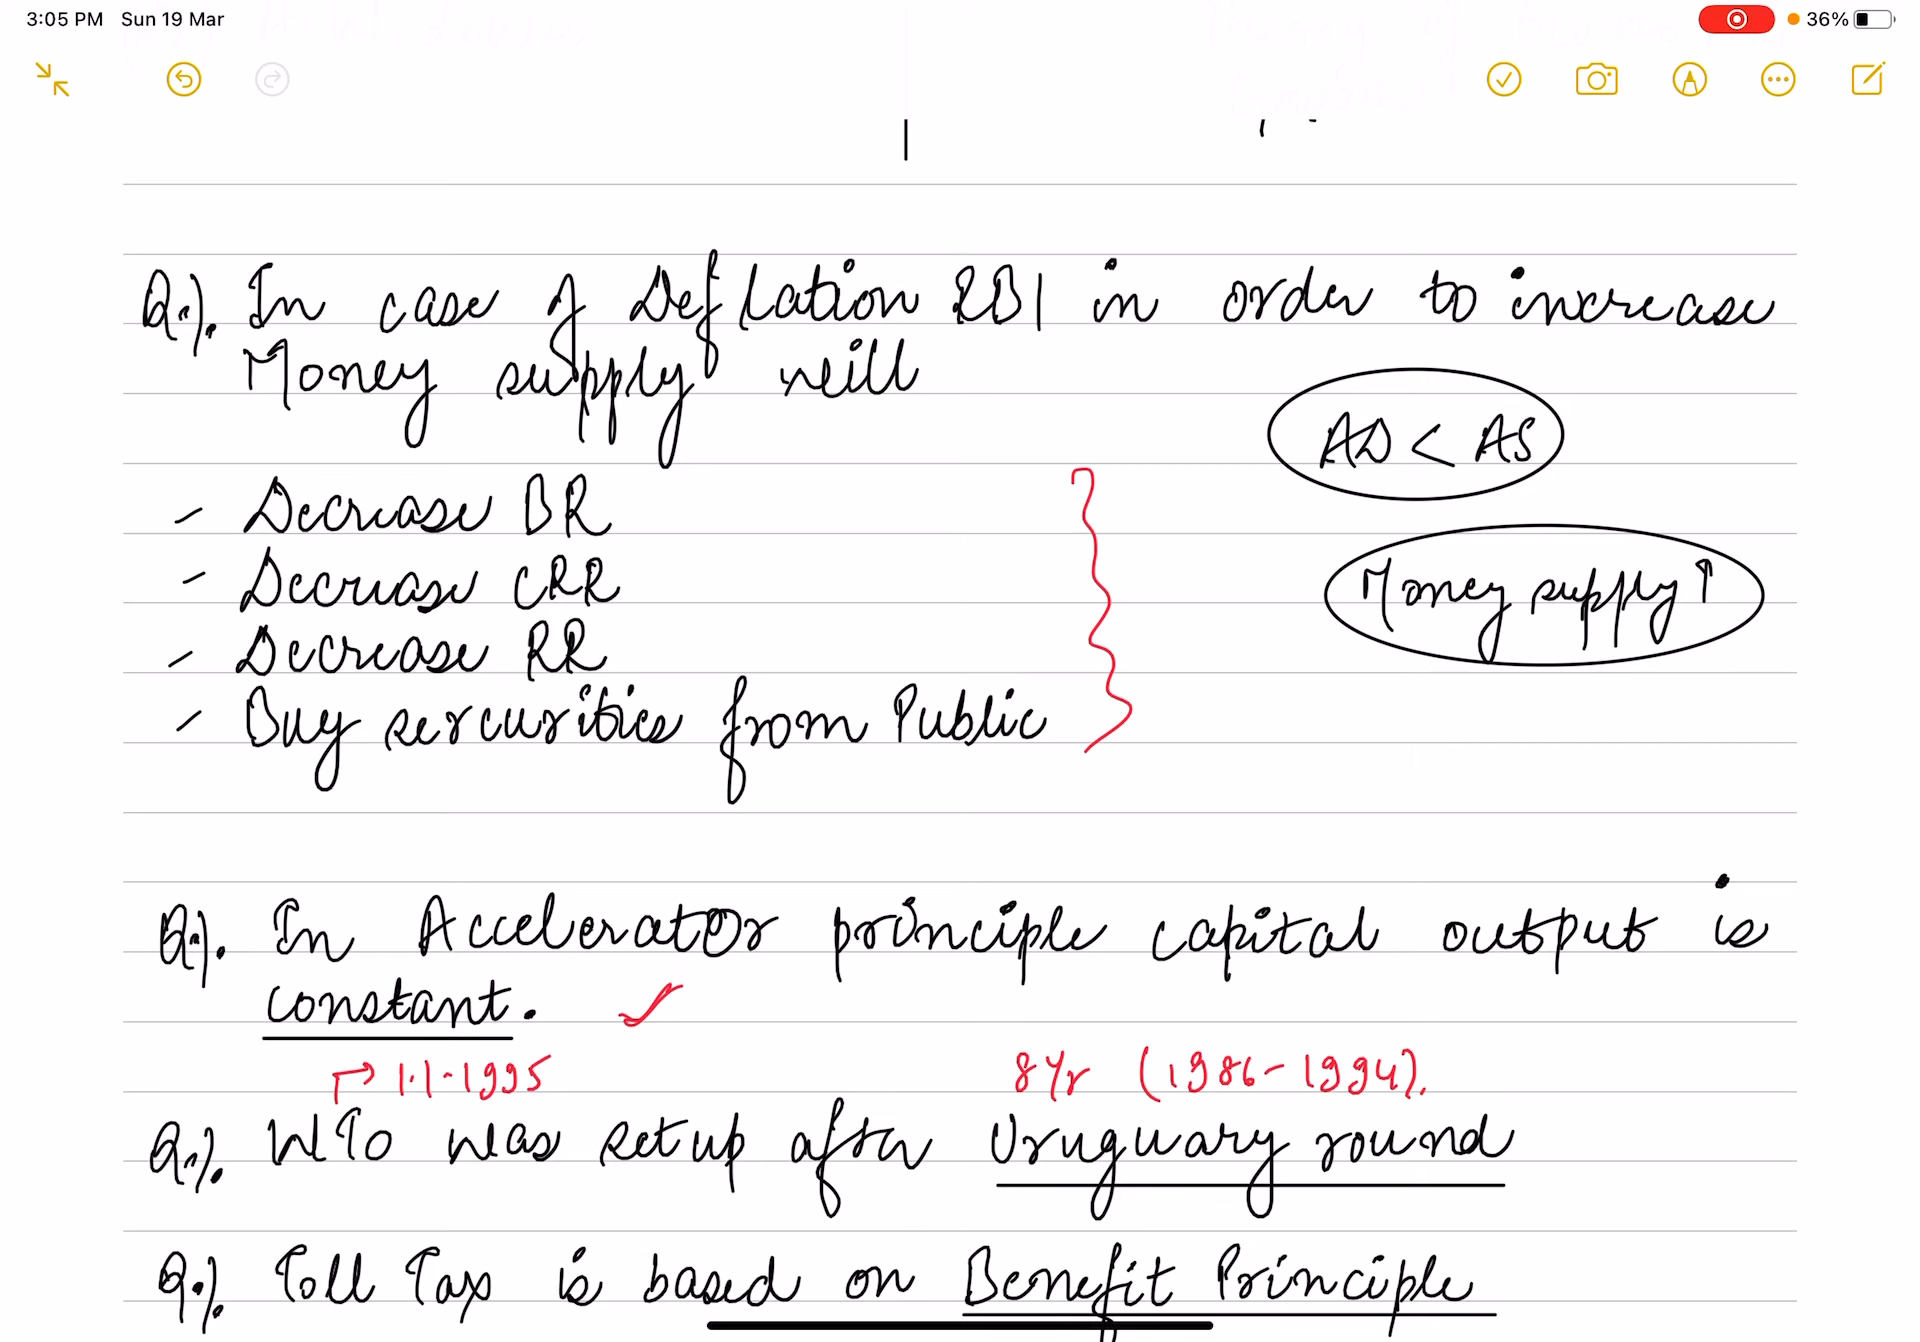 3:05 PM Sun 19 Mar 36%
Q.). In case of Deflation RBI in order to increase
Money supply will
AD < AS
- Decrease BR
- Decrease CRR
Money supply ↑
- Decrease RR
- Buy sercurities from Public
Q.). In Accelerator principle capital output is
constant.
→ 1.1-1995 8 Yr (1986-1994).
Q.). WTO was setup after Uruguary round
Q.). Toll Tax is based on Benefit Principle